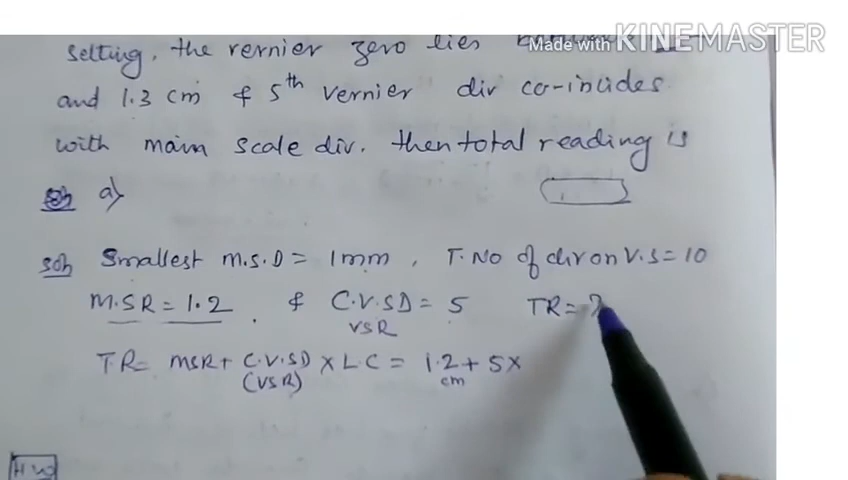 Made with KINEMASTER
setting, the vernier zero lies
and 1.3 cm & 5th vernier div co-incides
with main scale div. then total reading is
a)
Soln Smallest M.S.D = 1mm, T.No of div on V.S = 10
M.S.R = 1.2 & C.V.SD = 5 TR =
VSR
T.R = MSR + C.V.SD X L.C = 1.2 + 5 X
(VSR) cm
H.W